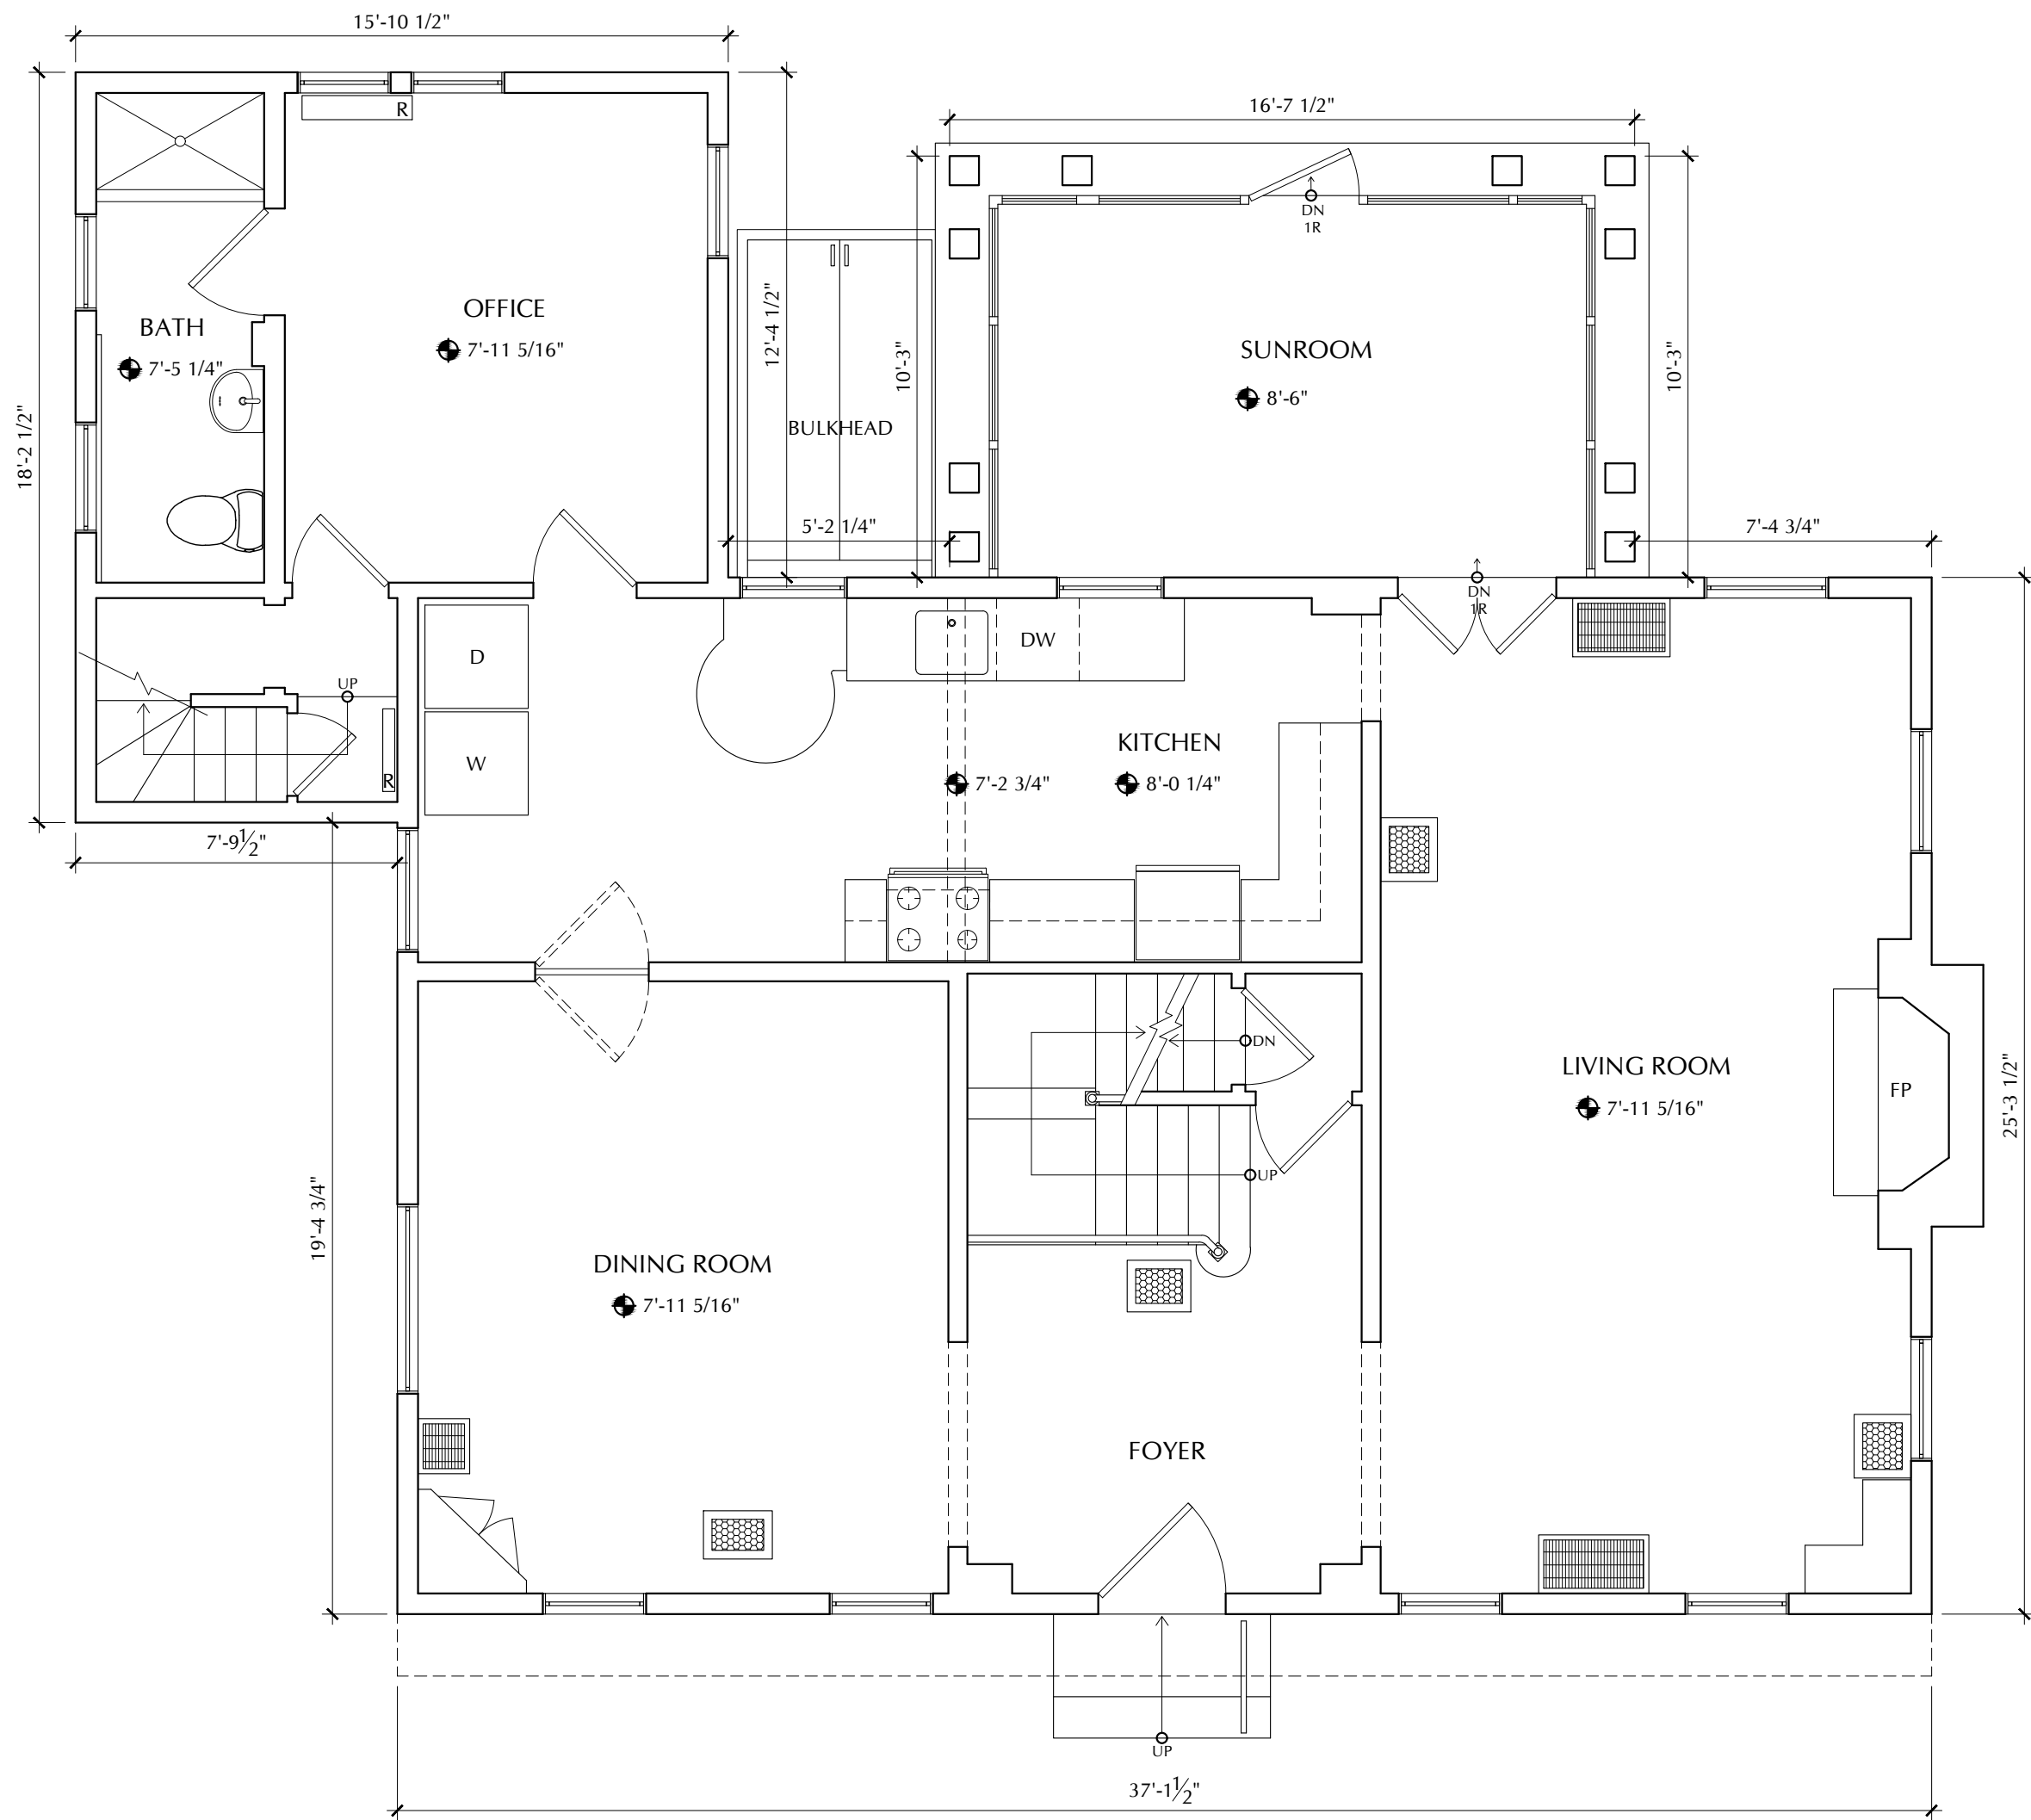 15'-10 1/2"
16'-7 1/2"
R
DN
1R
OFFICE
7'-11 5/16"
BATH
7'-5 1/4"
12'-4 1/2"
10'-3"
SUNROOM
8'-6"
10'-3"
18'-2 1/2"
BULKHEAD
5'-2 1/4"
7'-4 3/4"
DN
1R
D
DW
UP
W
R
KITCHEN
7'-2 3/4"
8'-0 1/4"
7'-9 1/2"
DN
UP
LIVING ROOM
7'-11 5/16"
FP
25'-3 1/2"
19'-4 3/4"
DINING ROOM
7'-11 5/16"
FOYER
UP
37'-1 1/2"